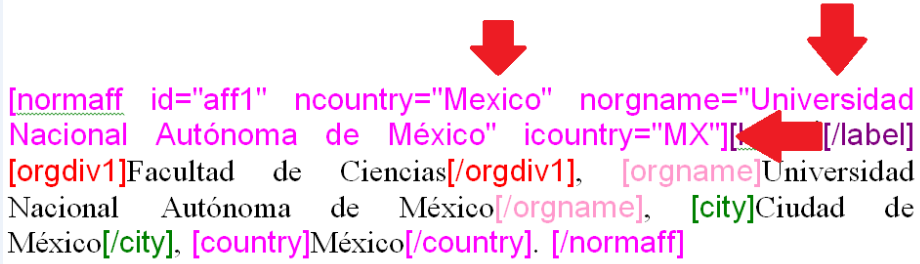 [normaff id="aff1" ncountry="Mexico" norgname="Universidad
Nacional Autónoma de México" icountry="MX"][/label]
[orgdiv1]Facultad de Ciencias[/orgdiv1], [orgname]Universidad
Nacional Autónoma de México[/orgname], [city]Ciudad de
México[/city], [country]México[/country]. [/normaff]